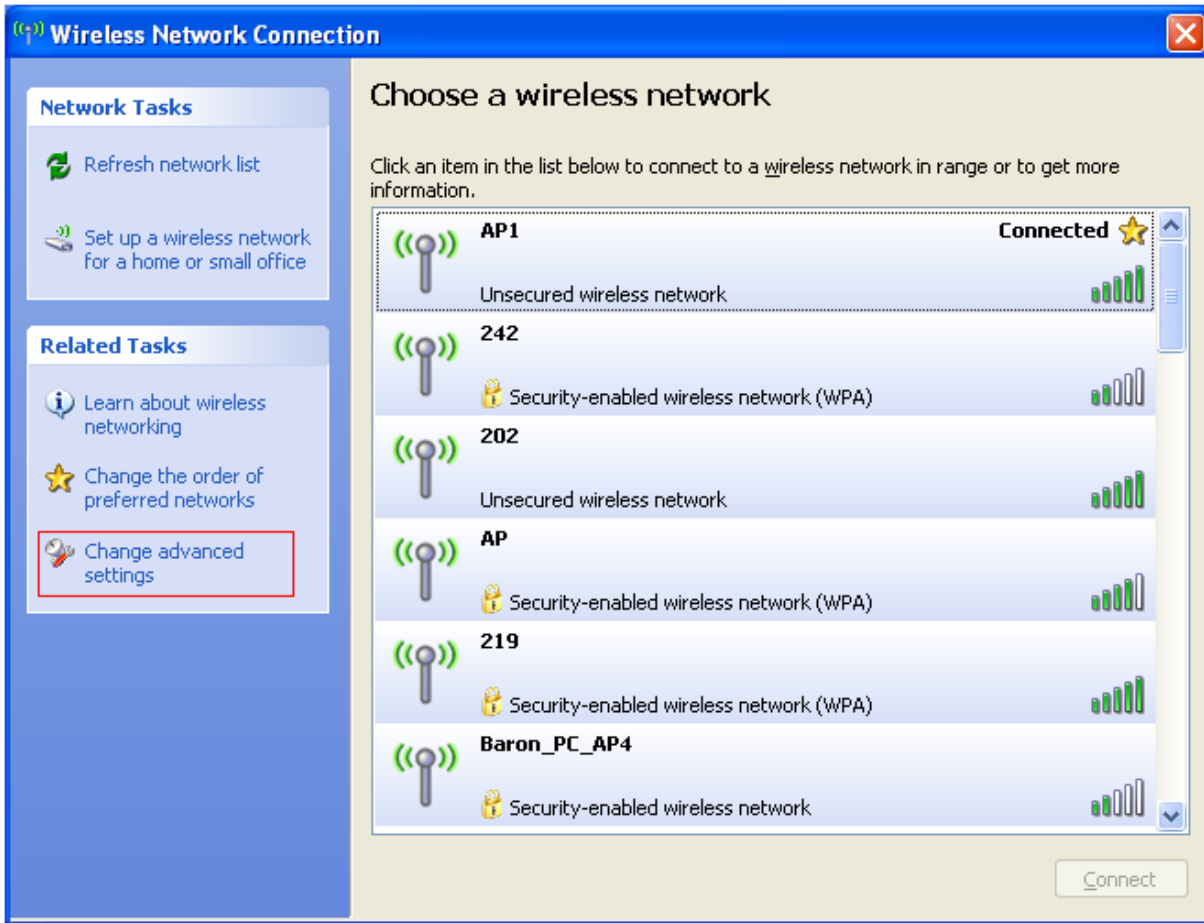 Wireless Network Connection
Network Tasks
Refresh network list
Set up a wireless network
for a home or small office
Related Tasks
Learn about wireless
networking
Change the order of
preferred networks
Change advanced
settings
Choose a wireless network
Click an item in the list below to connect to a wireless network in range or to get more
information.
AP1
Connected
Unsecured wireless network
242
Security-enabled wireless network (WPA)
202
Unsecured wireless network
AP
Security-enabled wireless network (WPA)
219
Security-enabled wireless network (WPA)
Baron_PC_AP4
Security-enabled wireless network
Connect